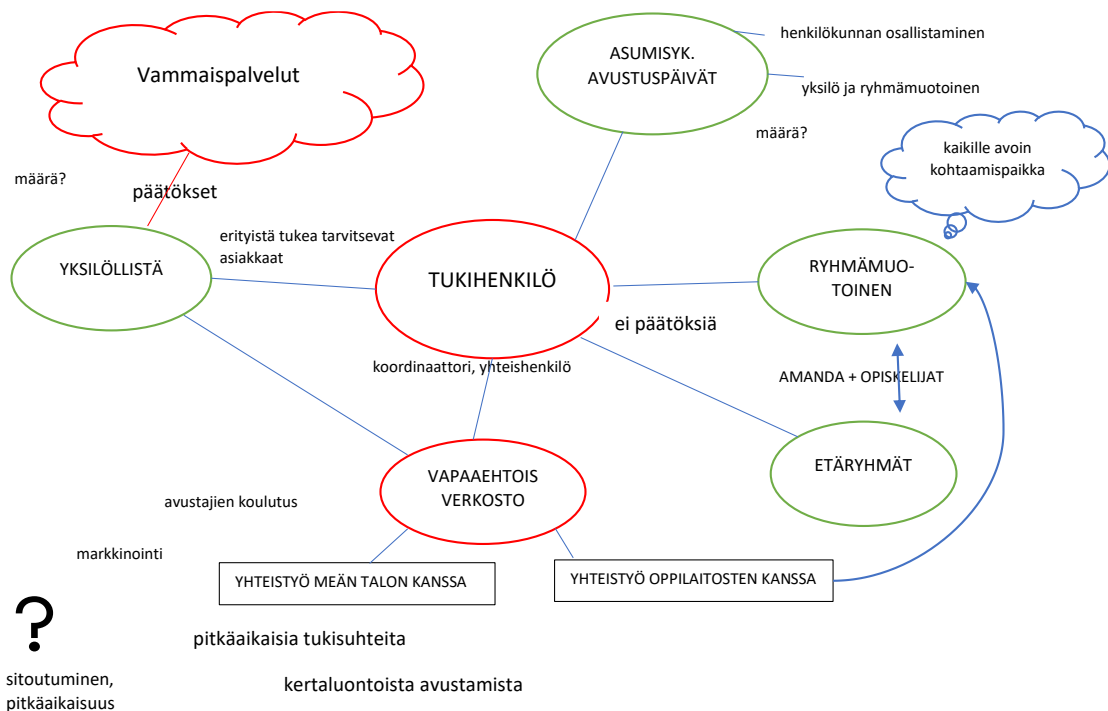 Vammaispalvelut
ASUMISYK.
AVUSTUSPÄIVÄT
henkilökunnan osallistaminen
yksilö ja ryhmämuotoinen
määrä?
kaikille avoin
kohtaamispaikka
määrä?
päätökset
erityistä tukea tarvitsevat
asiakkaat
YKSILÖLLISTÄ
TUKIHENKILÖ
RYHMÄMUO-
TOINEN
ei päätöksiä
koordinaattori, yhteishenkilö
AMANDA + OPISKELIJAT
VAPAAEHTOIS
VERKOSTO
ETÄRYHMÄT
avustajien koulutus
markkinointi
YHTEISTYÖ MEÄN TALON KANSSA
YHTEISTYÖ OPPILAITOSTEN KANSSA
?
pitkäaikaisia tukisuhteita
sitoutuminen,
pitkäaikaisuus
kertaluontoista avustamista